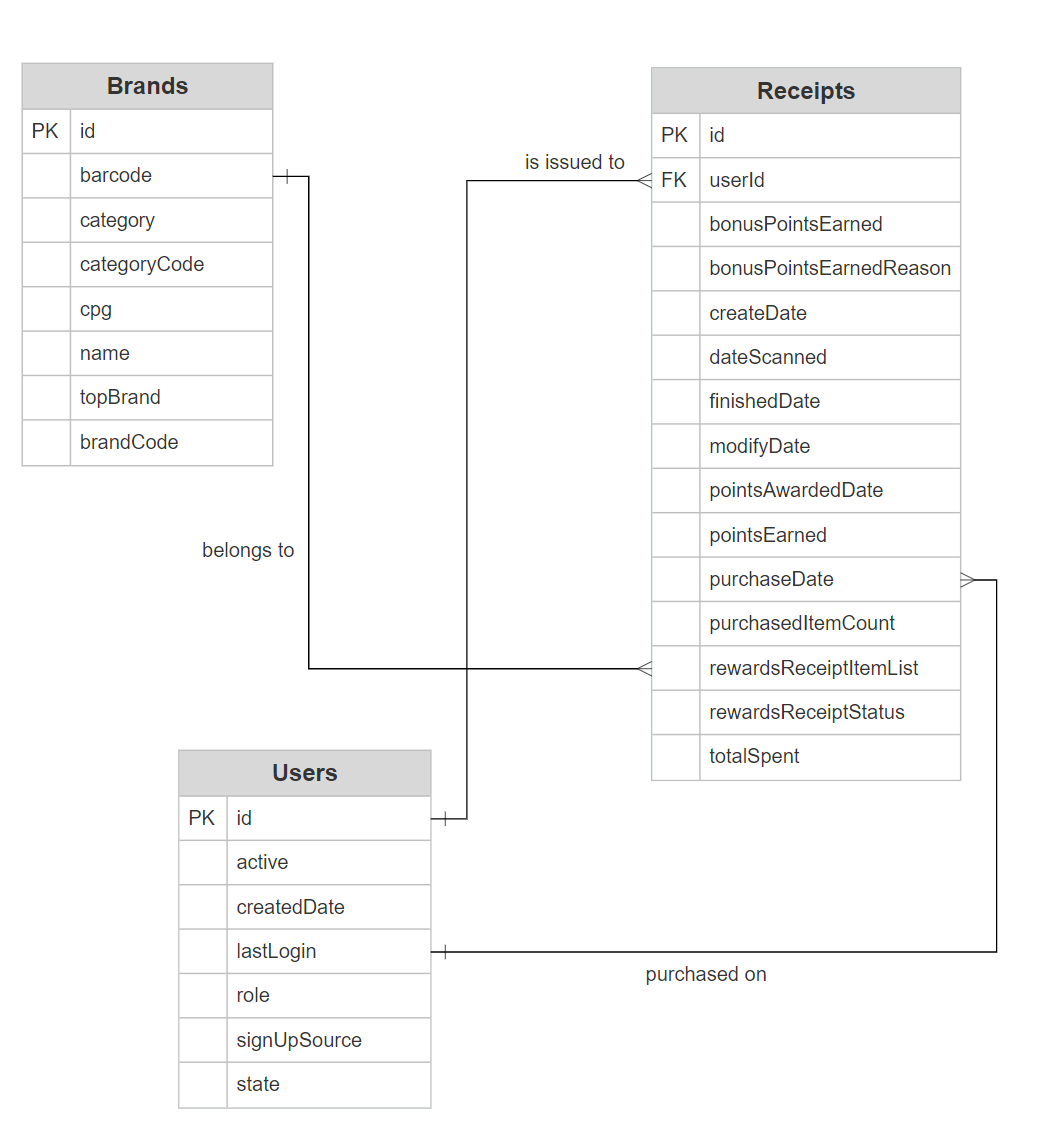 Brands
PK id
barcode
category
categoryCode
cpg
name
topBrand
brandCode
Receipts
PK id
FK userId
bonusPointsEarned
bonusPointsEarnedReason
createDate
dateScanned
finishedDate
modifyDate
pointsAwardedDate
pointsEarned
purchaseDate
purchasedItemCount
rewardsReceiptItemList
rewardsReceiptStatus
totalSpent
is issued to
belongs to
Users
PK id
active
createdDate
lastLogin
role
signUpSource
state
purchased on